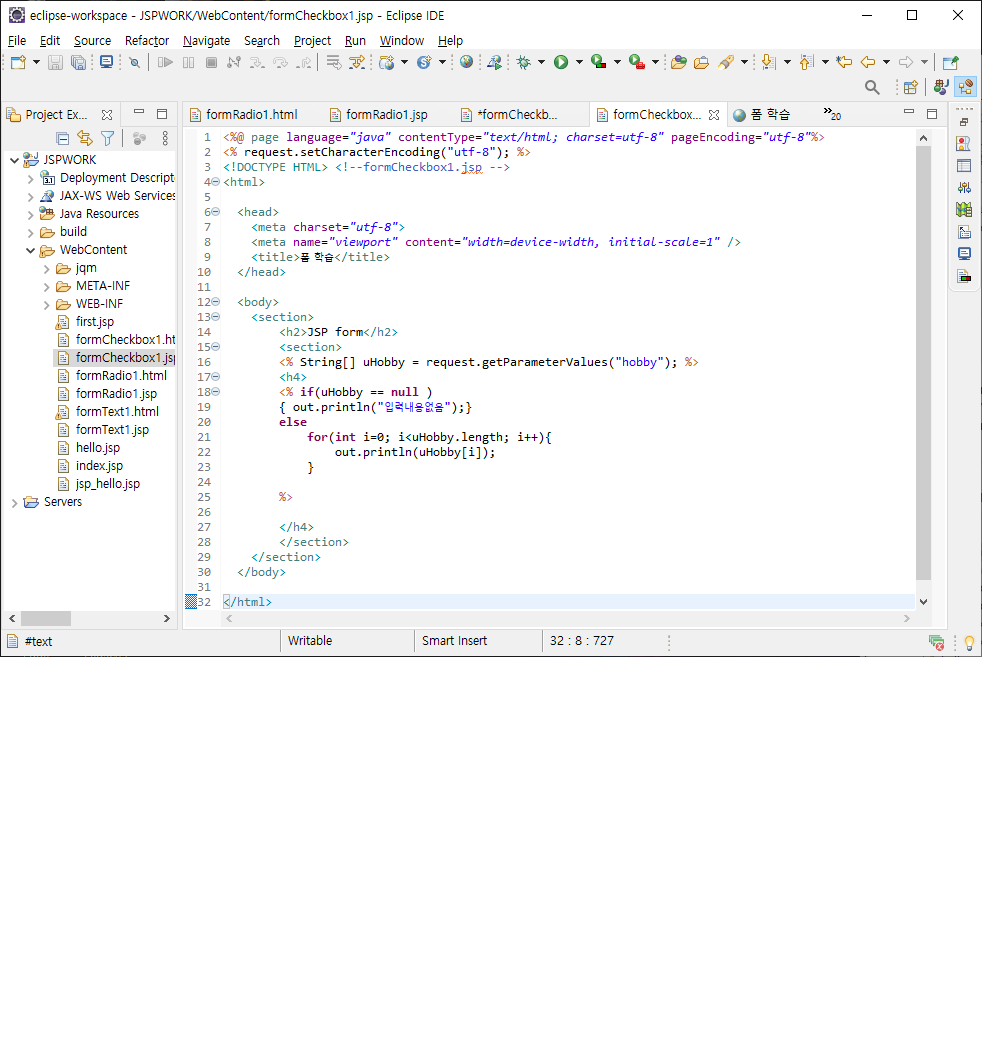 eclipse-workspace - JSPWORK/WebContent/formCheckbox1.jsp - Eclipse IDE
File Edit Source Refactor Navigate Search Project Run Window Help
Project Ex...
JSPWORK
Deployment Descript
JAX-WS Web Services
Java Resources
build
WebContent
jqm
META-INF
WEB-INF
first.jsp
formCheckbox1.ht
formCheckbox1.jsp
formRadio1.html
formRadio1.jsp
formText1.html
formText1.jsp
hello.jsp
index.jsp
jsp_hello.jsp
Servers
formRadio1.html formRadio1.jsp *formCheckb... formCheckbox... 폼 학습 »20
1 <%@ page language="java" contentType="text/html; charset=utf-8" pageEncoding="utf-8"%>
2 <% request.setCharacterEncoding("utf-8"); %>
3 <!DOCTYPE HTML> <!--formCheckbox1.jsp -->
4 <html>
5
6 <head>
7 <meta charset="utf-8">
8 <meta name="viewport" content="width=device-width, initial-scale=1" />
9 <title>폼 학습</title>
10 </head>
11
12 <body>
13 <section>
14 <h2>JSP form</h2>
15 <section>
16 <% String[] uHobby = request.getParameterValues("hobby"); %>
17 <h4>
18 <% if(uHobby == null )
19 { out.println("입력내용없음");}
20 else
21 for(int i=0; i<uHobby.length; i++){
22 out.println(uHobby[i]);
23 }
24
25 %>
26
27 </h4>
28 </section>
29 </section>
30 </body>
31
32 </html>
#text Writable Smart Insert 32 : 8 : 727